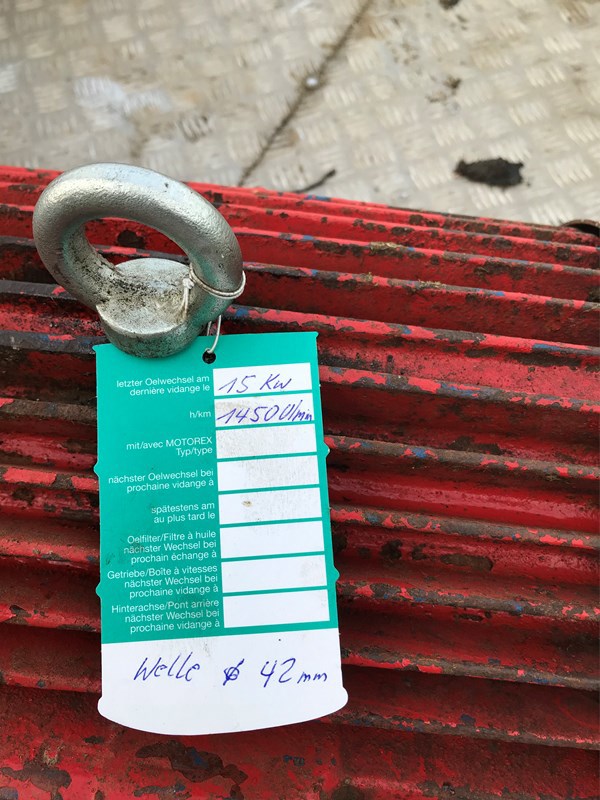 letzter Oelwechsel am
dernière vidange le
15 Kw
h/km
1450 U/min
mit/avec MOTOREX
Typ/type
nächster Oelwechsel bei
prochaine vidange à
spätestens am
au plus tard le
Oelfilter/Filtre à huile
nächster Wechsel bei
prochain échange à
Getriebe/Boîte à vitesses
nächster Wechsel bei
prochaine vidange à
Hinterachse/Pont arrière
nächster Wechsel bei
prochaine vidange à
Welle ø 42 mm